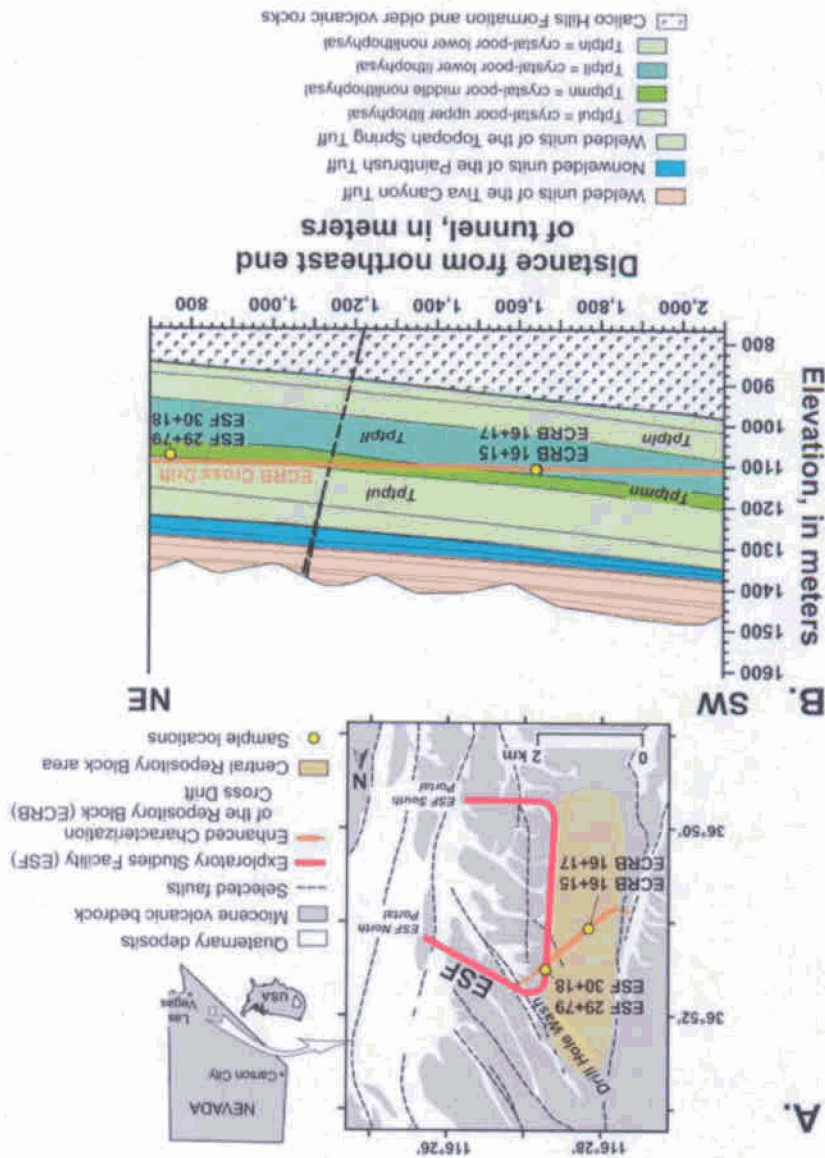 A.
116°28'
116°26'
NEVADA
Carson City
Las
Vegas
USA
36°52'
36°50'
Drill Hole Wash
ESF 29+79
ESF 30+18
ESF
ESF North
Portal
ECRB 16+15
ECRB 16+17
ESF South
Portal
0
2 km
N
Quaternary deposits
Miocene volcanic bedrock
Selected faults
Exploratory Studies Facility (ESF)
Enhanced Characterization
of the Repository Block (ECRB)
Cross Drift
Central Repository Block area
Sample locations
B.
SW
NE
Elevation, in meters
1600
1500
1400
1300
1200
1100
1000
900
800
Tptpul
Tptpmn
ECRB Cross Drift
ECRB 16+15
ECRB 16+17
ESF 29+79
ESF 30+18
Tptpll
Tptpln
2,000
1,800
1,600
1,400
1,200
1,000
800
Distance from northeast end
of tunnel, in meters
Welded units of the Tiva Canyon Tuff
Nonwelded units of the Paintbrush Tuff
Welded units of the Topopah Spring Tuff
Tptpul = crystal-poor upper lithophysal
Tptpmn = crystal-poor middle nonlithophysal
Tptpll = crystal-poor lower lithophysal
Tptpln = crystal-poor lower nonlithophysal
Calico Hills Formation and older volcanic rocks